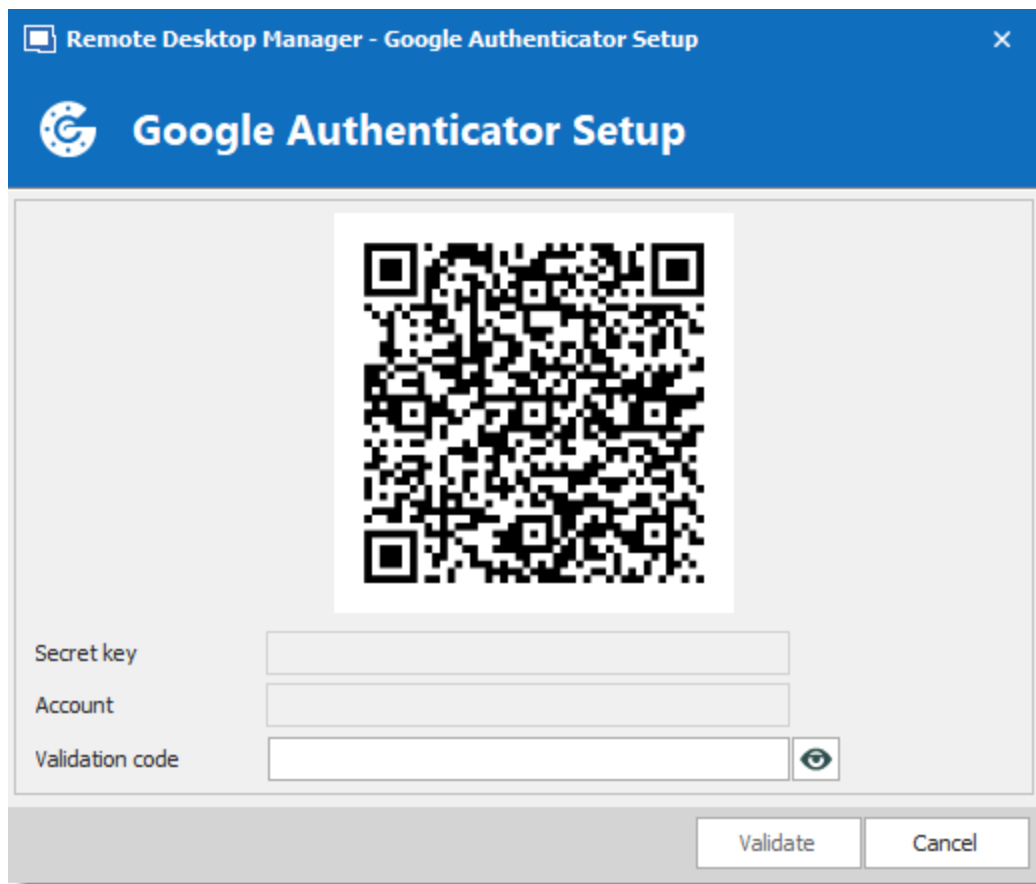 Remote Desktop Manager - Google Authenticator Setup
Google Authenticator Setup
Secret key
Account
Validation code
Validate Cancel